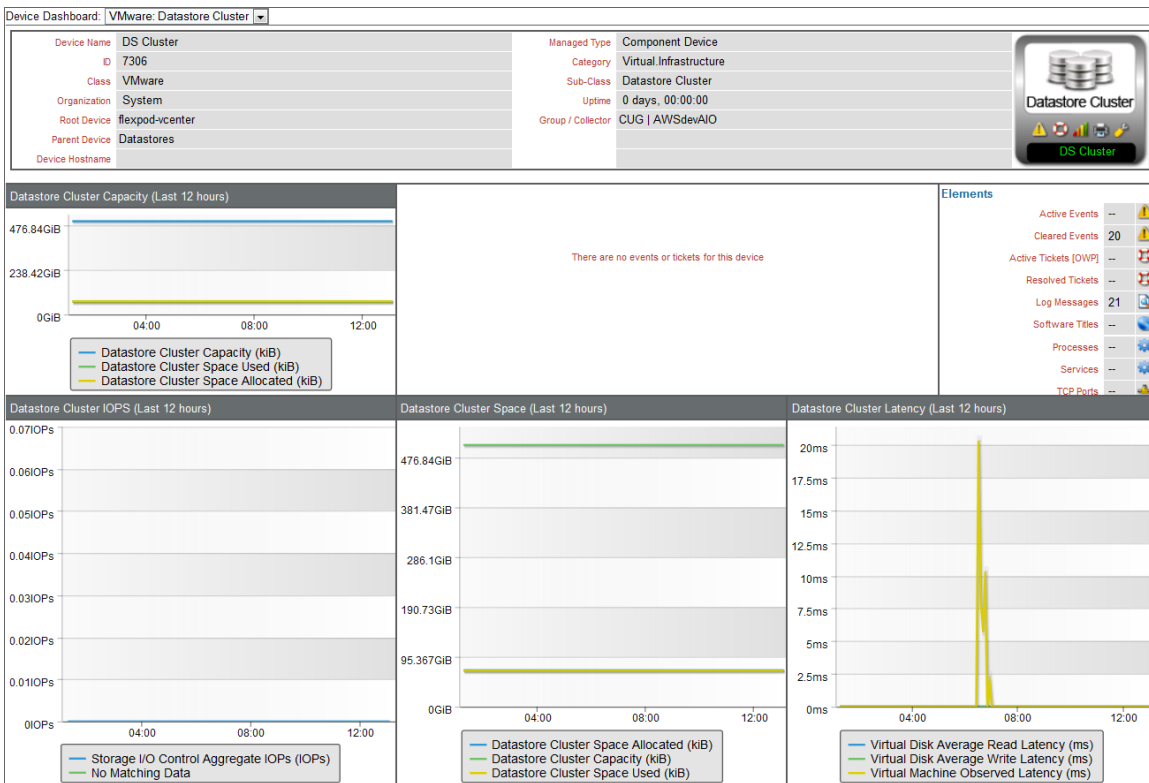 Device Dashboard: VMware: Datastore Cluster
Device Name DS Cluster
ID 7306
Class VMware
Organization System
Root Device flexpod-vcenter
Parent Device Datastores
Device Hostname
Managed Type Component Device
Category Virtual.Infrastructure
Sub-Class Datastore Cluster
Uptime 0 days, 00:00:00
Group / Collector CUG | AWSdevAIO
Datastore Cluster
DS Cluster
Datastore Cluster Capacity (Last 12 hours)
476.84GiB
238.42GiB
0GiB
04:00 08:00 12:00
Datastore Cluster Capacity (kiB)
Datastore Cluster Space Used (kiB)
Datastore Cluster Space Allocated (kiB)
There are no events or tickets for this device
Elements
Active Events --
Cleared Events 20
Active Tickets [OWP] --
Resolved Tickets --
Log Messages 21
Software Titles --
Processes --
Services --
TCP Ports --
Datastore Cluster IOPS (Last 12 hours)
0.07IOPs
0.06IOPs
0.05IOPs
0.04IOPs
0.03IOPs
0.02IOPs
0.01IOPs
0IOPs
04:00 08:00 12:00
Storage I/O Control Aggregate IOPs (IOPs)
No Matching Data
Datastore Cluster Space (Last 12 hours)
476.84GiB
381.47GiB
286.1GiB
190.73GiB
95.367GiB
0GiB
04:00 08:00 12:00
Datastore Cluster Space Allocated (kiB)
Datastore Cluster Capacity (kiB)
Datastore Cluster Space Used (kiB)
Datastore Cluster Latency (Last 12 hours)
20ms
17.5ms
15ms
12.5ms
10ms
7.5ms
5ms
2.5ms
0ms
04:00 08:00 12:00
Virtual Disk Average Read Latency (ms)
Virtual Disk Average Write Latency (ms)
Virtual Machine Observed Latency (ms)